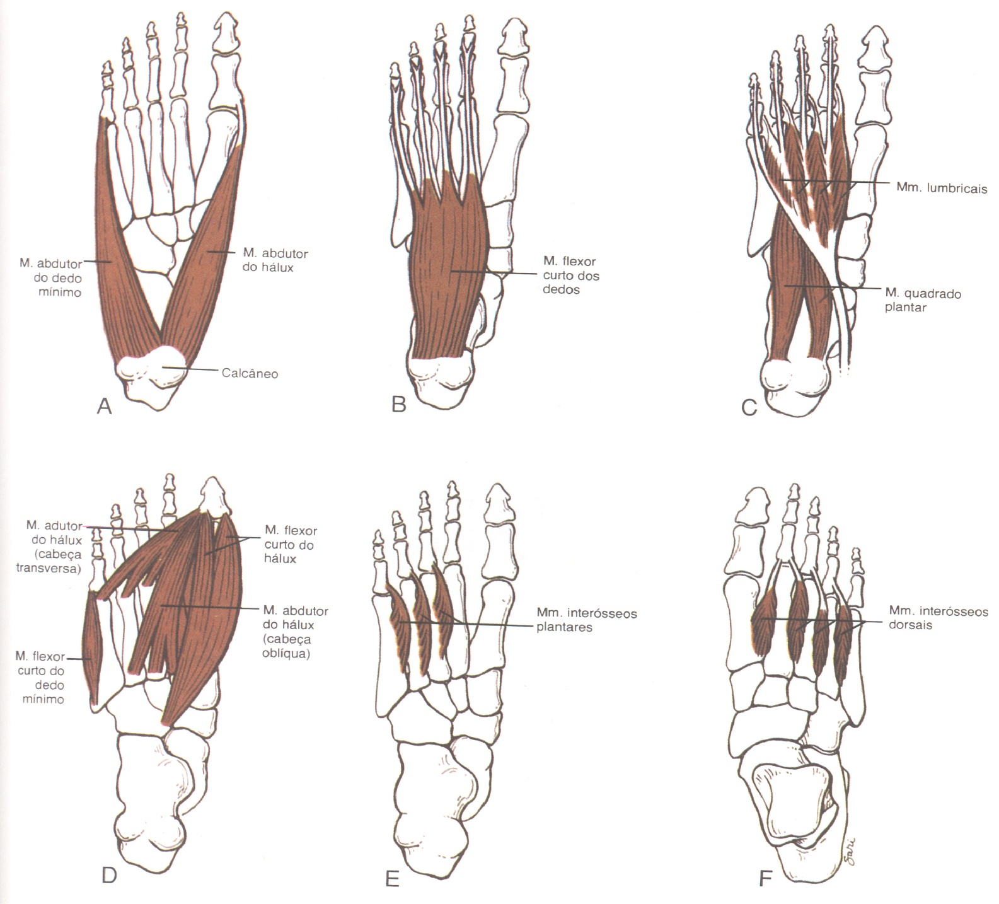 M. abdutor
do dedo
mínimo
M. abdutor
do hálux
Calcâneo
A
M. flexor
curto dos
dedos
B
Mm. lumbricais
M. quadrado
plantar
C
M. adutor
do hálux
(cabeça
transversa)
M. flexor
curto do
hálux
M. abdutor
do hálux
(cabeça
oblíqua)
M. flexor
curto do
dedo
mínimo
D
Mm. interósseos
plantares
E
Mm. interósseos
dorsais
Sari
F